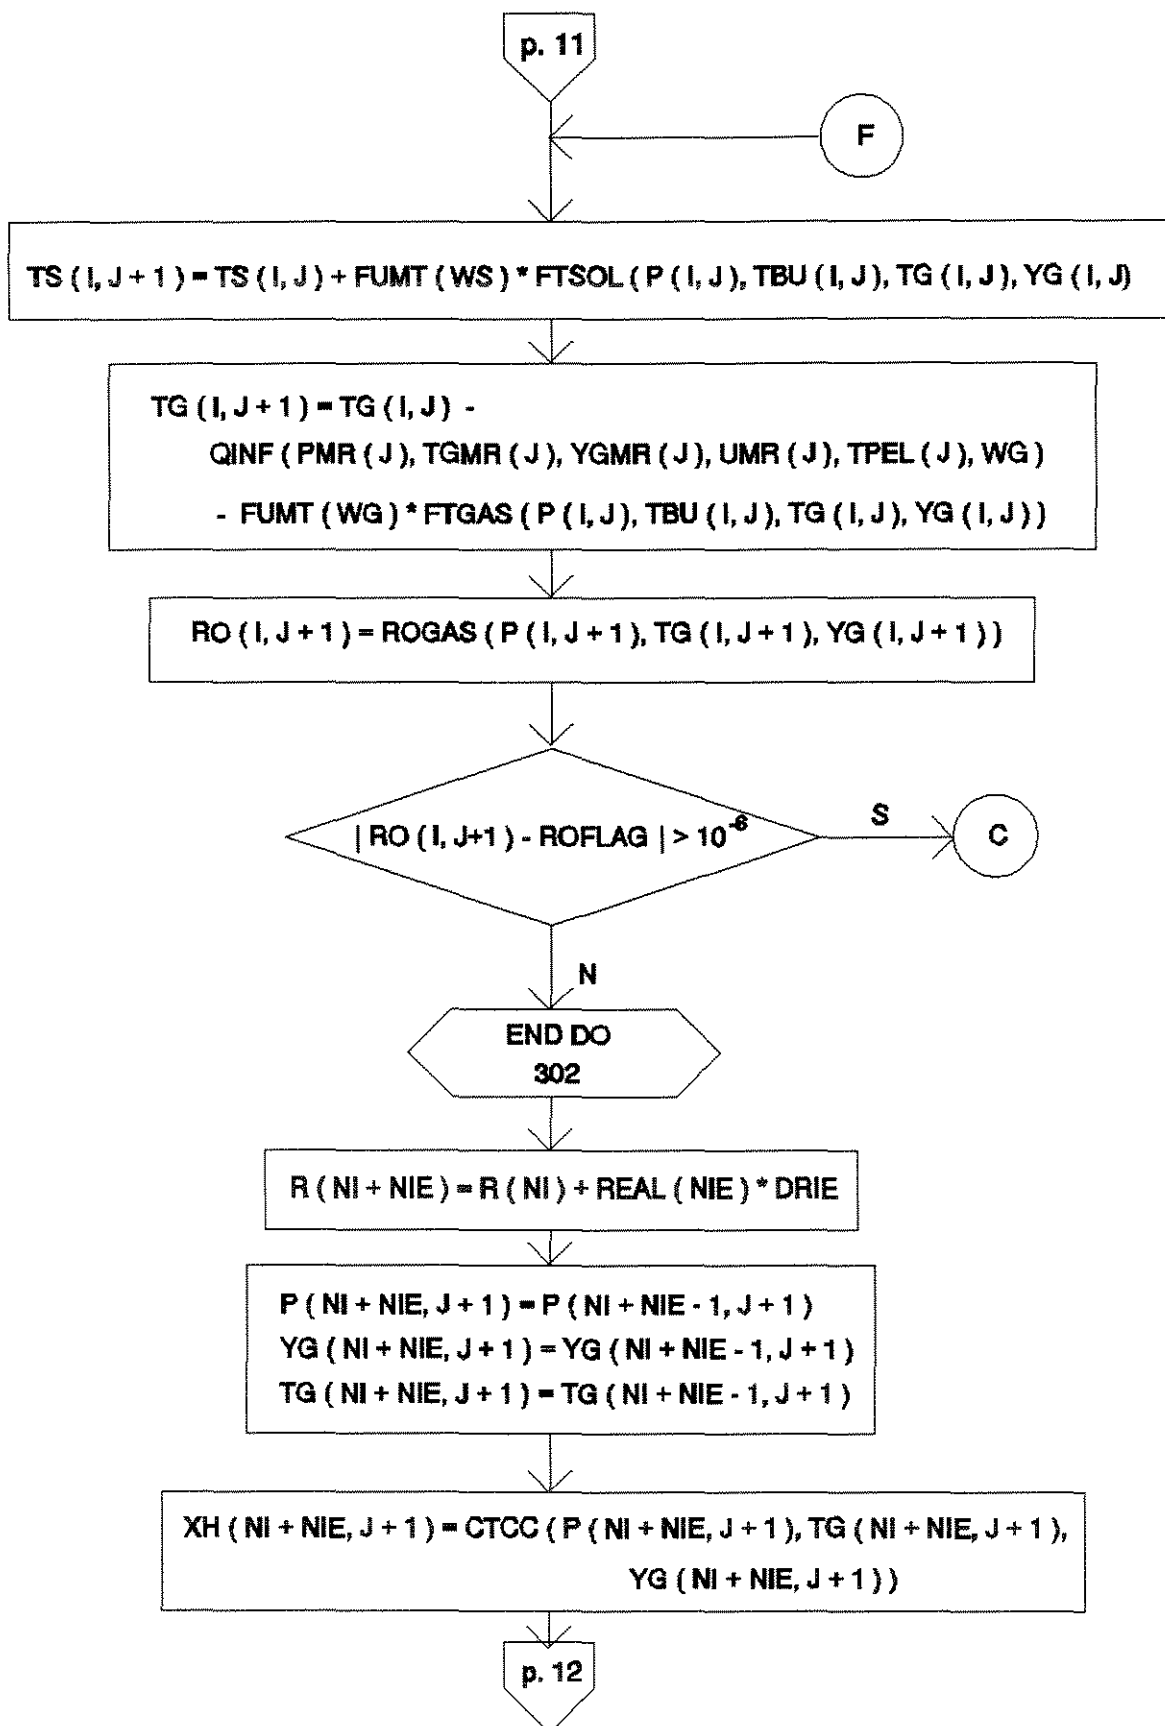 p. 11
F
TS ( I, J + 1 ) = TS ( I, J ) + FUMT ( WS ) * FTSOL ( P ( I, J ), TBU ( I, J ), TG ( I, J ), YG ( I, J)
TG ( I, J + 1 ) = TG ( I, J ) -
QINF ( PMR ( J ), TGMR ( J ), YGMR ( J ), UMR ( J ), TPEL ( J ), WG )
- FUMT ( WG ) * FTGAS ( P ( I, J ), TBU ( I, J ), TG ( I, J ), YG ( I, J ) )
RO ( I, J + 1 ) = ROGAS ( P ( I, J + 1 ), TG ( I, J + 1 ), YG ( I, J + 1 ) )
| RO ( I, J+1 ) - ROFLAG | > 10^-6
S
C
N
END DO
302
R ( NI + NIE ) = R ( NI ) + REAL ( NIE ) * DRIE
P ( NI + NIE, J + 1 ) = P ( NI + NIE - 1, J + 1 )
YG ( NI + NIE, J + 1 ) = YG ( NI + NIE - 1, J + 1 )
TG ( NI + NIE, J + 1 ) = TG ( NI + NIE - 1, J + 1 )
XH ( NI + NIE, J + 1 ) = CTCC ( P ( NI + NIE, J + 1 ), TG ( NI + NIE, J + 1 ),
YG ( NI + NIE, J + 1 ) )
p. 12